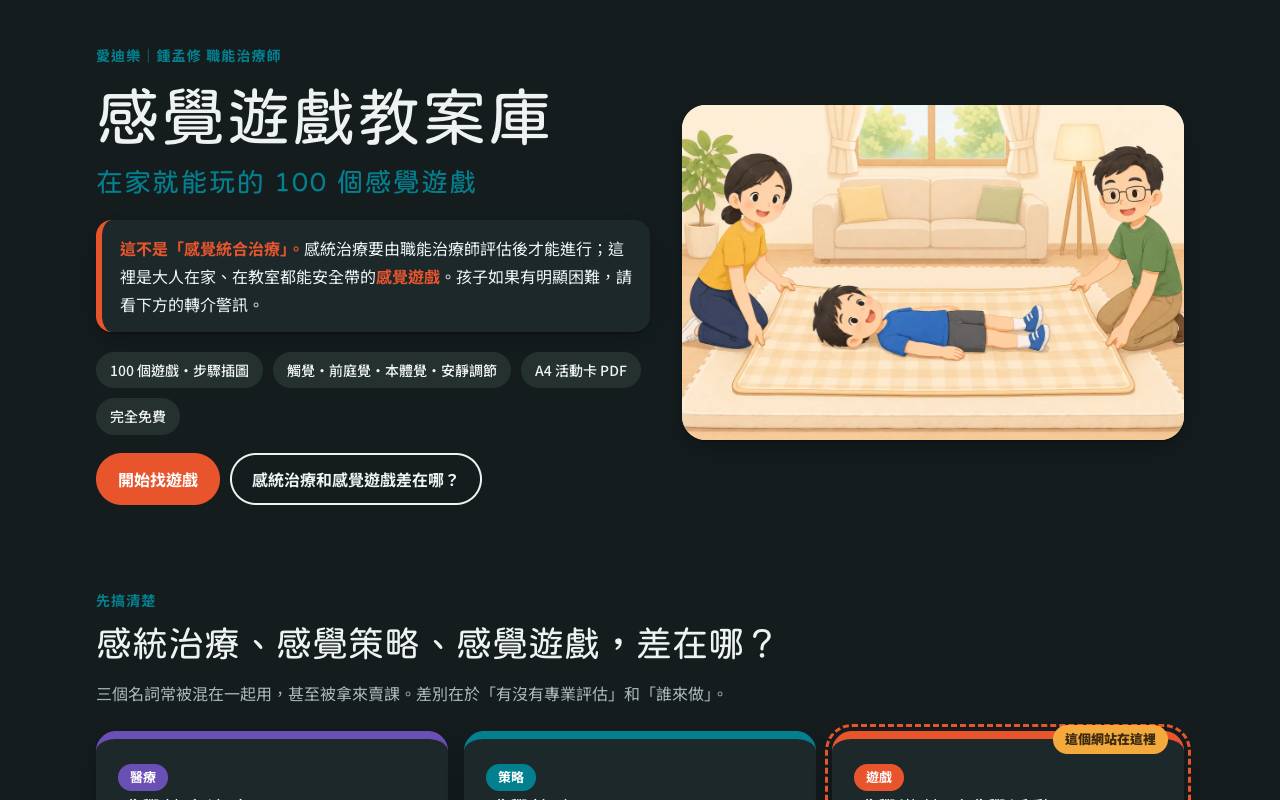 愛迪樂｜鍾孟修 職能治療師
感覺遊戲教案庫
在家就能玩的 100 個感覺遊戲
這不是「感覺統合治療」。感統治療要由職能治療師評估後才能進行；這
裡是大人在家、在教室都能安全帶的感覺遊戲。孩子如果有明顯困難，請
看下方的轉介警訊。
100 個遊戲・步驟插圖
觸覺・前庭覺・本體覺・安靜調節
A4 活動卡 PDF
完全免費
開始找遊戲
感統治療和感覺遊戲差在哪？
先搞清楚
感統治療、感覺策略、感覺遊戲，差在哪？
三個名詞常被混在一起用，甚至被拿來賣課。差別在於「有沒有專業評估」和「誰來做」。
這個網站在這裡
醫療
策略
遊戲